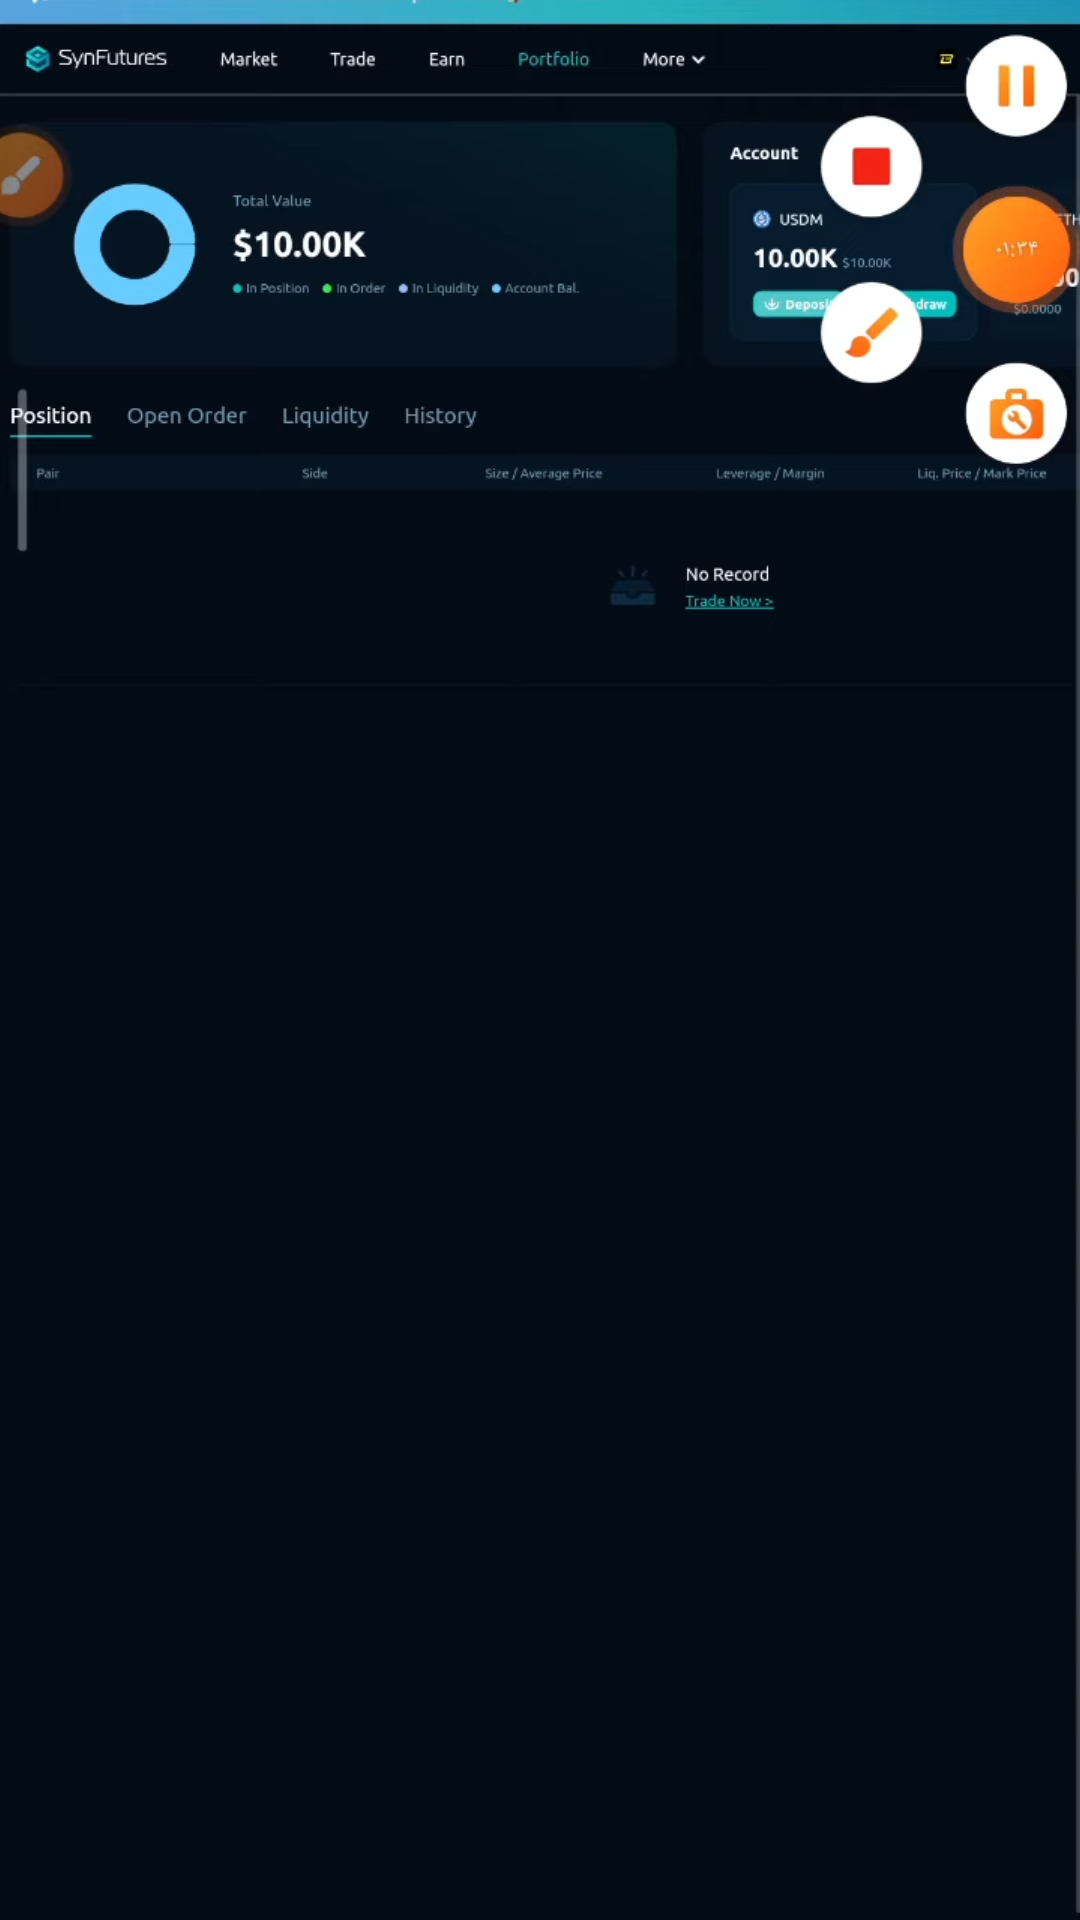 SynFutures Market Trade Earn Portfolio More
Account
Total Value
$10.00K
In Position In Order In Liquidity Account Bal.
USDM
10.00K $10.00K
$0.0000
۰۱:۳۴
Position Open Order Liquidity History
Pair Side Size / Average Price Leverage / Margin Liq. Price / Mark Price
No Record
Trade Now >